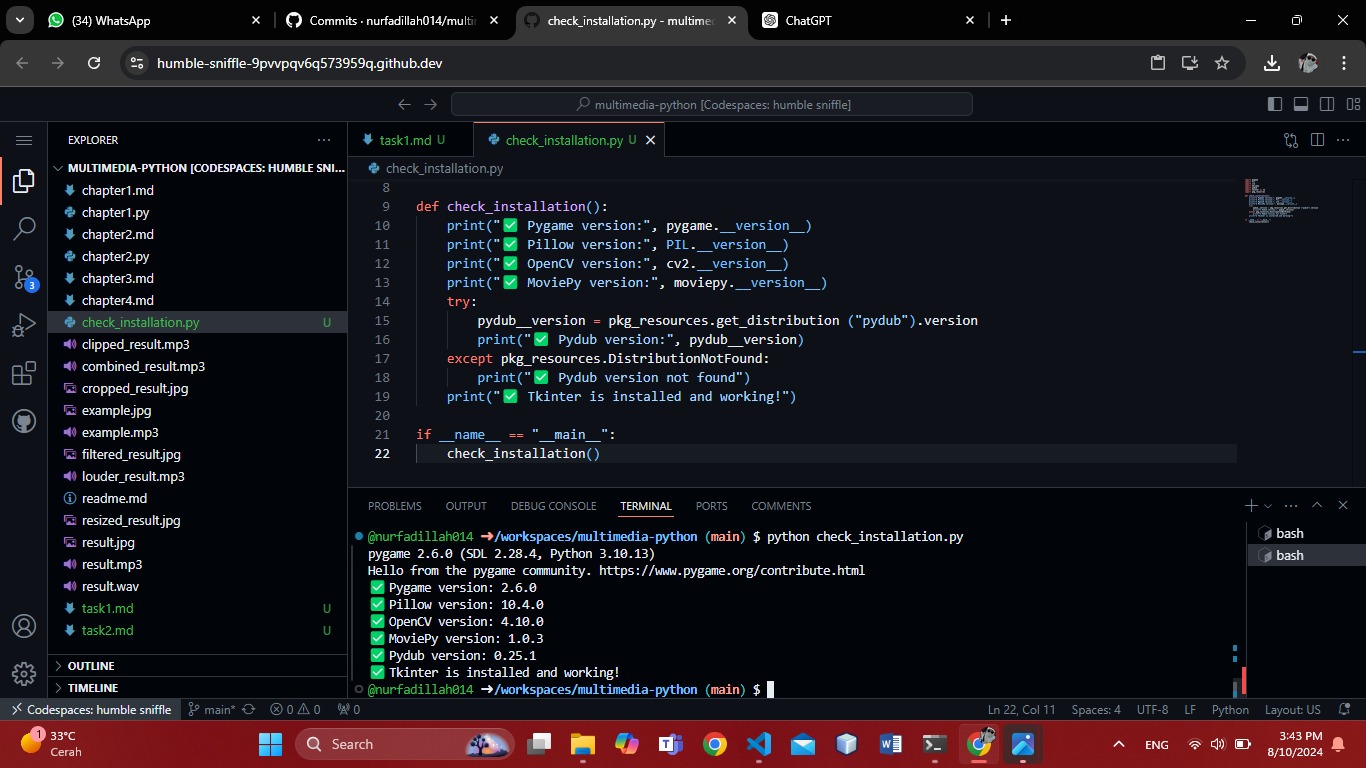 (34) WhatsApp
Commits · nurfadillah014/multi
check_installation.py - multimed
ChatGPT
humble-sniffle-9pvvpqv6q573959q.github.dev
multimedia-python [Codespaces: humble sniffle]
EXPLORER
MULTIMEDIA-PYTHON [CODESPACES: HUMBLE SNI...
chapter1.md
chapter1.py
chapter2.md
chapter2.py
chapter3.md
chapter4.md
check_installation.py U
clipped_result.mp3
combined_result.mp3
cropped_result.jpg
example.jpg
example.mp3
filtered_result.jpg
louder_result.mp3
readme.md
resized_result.jpg
result.jpg
result.mp3
result.wav
task1.md U
task2.md U
OUTLINE
TIMELINE
3
task1.md U
check_installation.py U
check_installation.py
8
9 def check_installation():
10 print("✅ Pygame version:", pygame.__version__)
11 print("✅ Pillow version:", PIL.__version__)
12 print("✅ OpenCV version:", cv2.__version__)
13 print("✅ MoviePy version:", moviepy.__version__)
14 try:
15 pydub__version = pkg_resources.get_distribution ("pydub").version
16 print("✅ Pydub version:", pydub__version)
17 except pkg_resources.DistributionNotFound:
18 print("✅ Pydub version not found")
19 print("✅ Tkinter is installed and working!")
20
21 if __name__ == "__main__":
22 check_installation()
PROBLEMS OUTPUT DEBUG CONSOLE TERMINAL PORTS COMMENTS
@nurfadillah014 ➜/workspaces/multimedia-python (main) $ python check_installation.py
pygame 2.6.0 (SDL 2.28.4, Python 3.10.13)
Hello from the pygame community. https://www.pygame.org/contribute.html
✅ Pygame version: 2.6.0
✅ Pillow version: 10.4.0
✅ OpenCV version: 4.10.0
✅ MoviePy version: 1.0.3
✅ Pydub version: 0.25.1
✅ Tkinter is installed and working!
@nurfadillah014 ➜/workspaces/multimedia-python (main) $
bash
bash
Codespaces: humble sniffle main* 0 0 0 Ln 22, Col 11 Spaces: 4 UTF-8 LF Python Layout: US
1
33°C
Cerah
Search
ENG
3:43 PM
8/10/2024